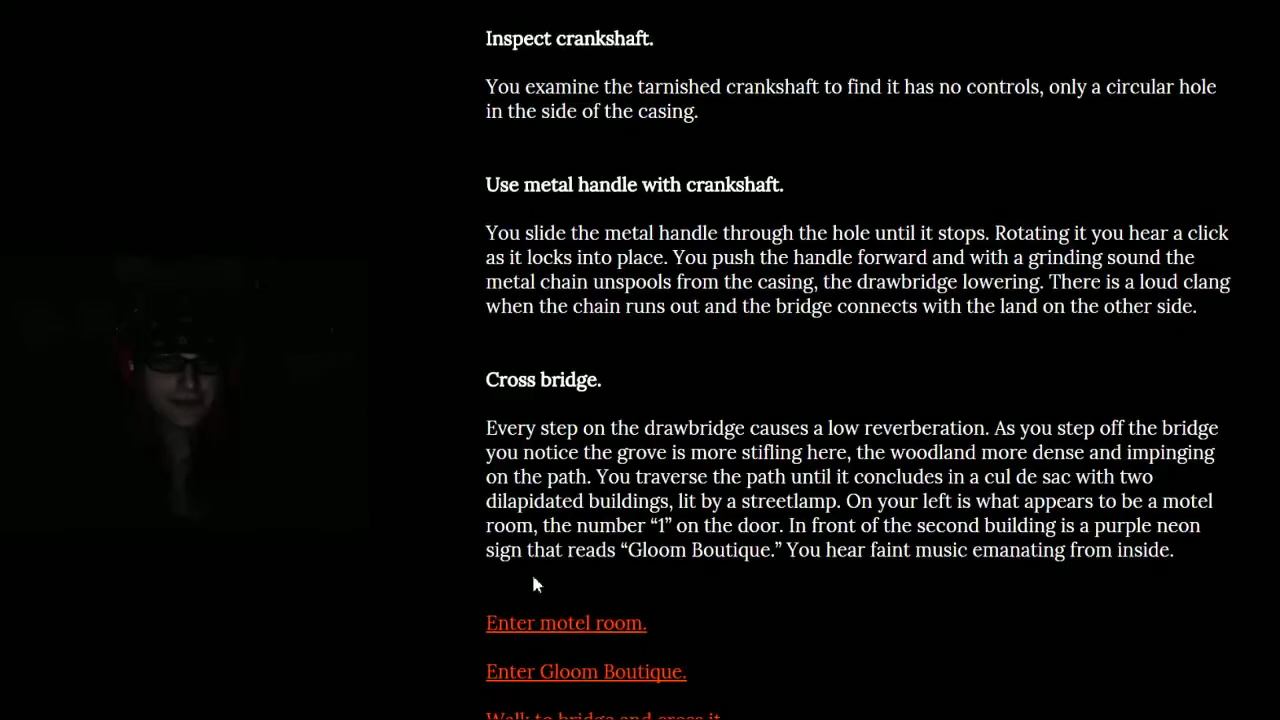 Inspect crankshaft.
You examine the tarnished crankshaft to find it has no controls, only a circular hole
in the side of the casing.
Use metal handle with crankshaft.
You slide the metal handle through the hole until it stops. Rotating it you hear a click
as it locks into place. You push the handle forward and with a grinding sound the
metal chain unspools from the casing, the drawbridge lowering. There is a loud clang
when the chain runs out and the bridge connects with the land on the other side.
Cross bridge.
Every step on the drawbridge causes a low reverberation. As you step off the bridge
you notice the grove is more stifling here, the woodland more dense and impinging
on the path. You traverse the path until it concludes in a cul de sac with two
dilapidated buildings, lit by a streetlamp. On your left is what appears to be a motel
room, the number “1” on the door. In front of the second building is a purple neon
sign that reads “Gloom Boutique.” You hear faint music emanating from inside.
Enter motel room.
Enter Gloom Boutique.
Walk to bridge and cross it.